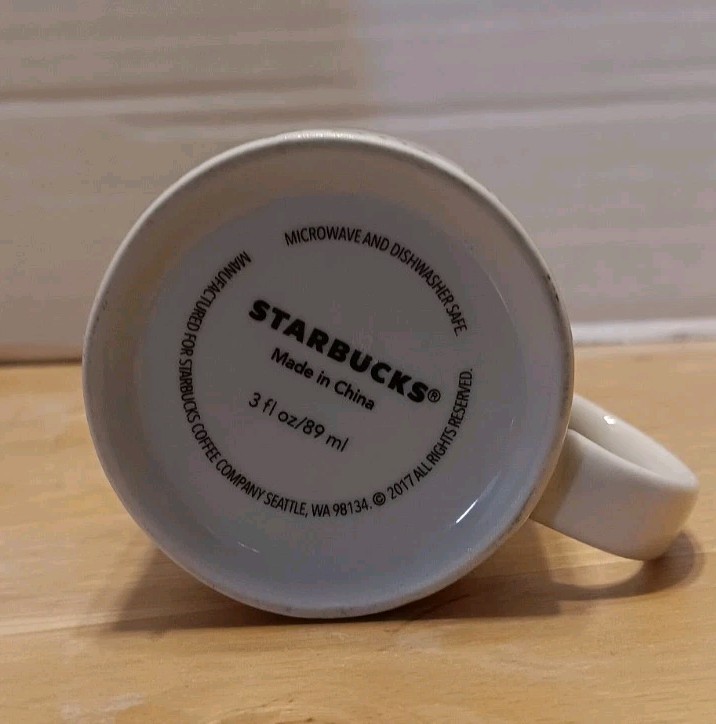 MICROWAVE AND DISHWASHER SAFE.
STARBUCKS®
Made in China
3 fl oz/89 ml
MANUFACTURED FOR STARBUCKS COFFEE COMPANY SEATTLE, WA 98134. © 2017 ALL RIGHTS RESERVED.